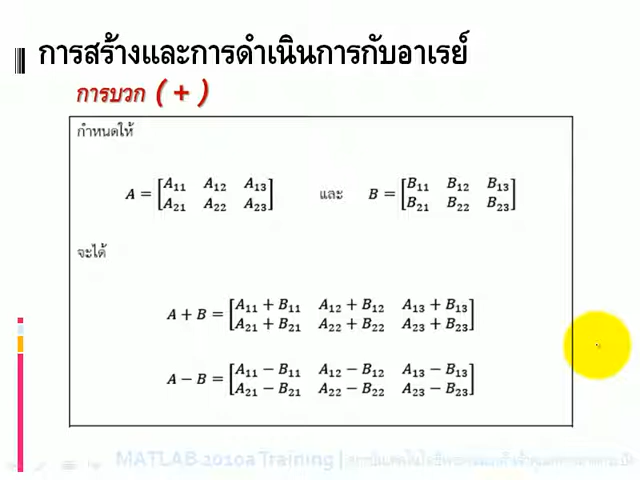 การสร้างและการดำเนินการกับอาเรย์
การบวก ( + )
กำหนดให้
A = [A11 A12 A13
A21 A22 A23] และ B = [B11 B12 B13
B21 B22 B23]
จะได้
A + B = [A11 + B11 A12 + B12 A13 + B13
A21 + B21 A22 + B22 A23 + B23]
A − B = [A11 − B11 A12 − B12 A13 − B13
A21 − B21 A22 − B22 A23 − B23]
MATLAB 2010a Training |